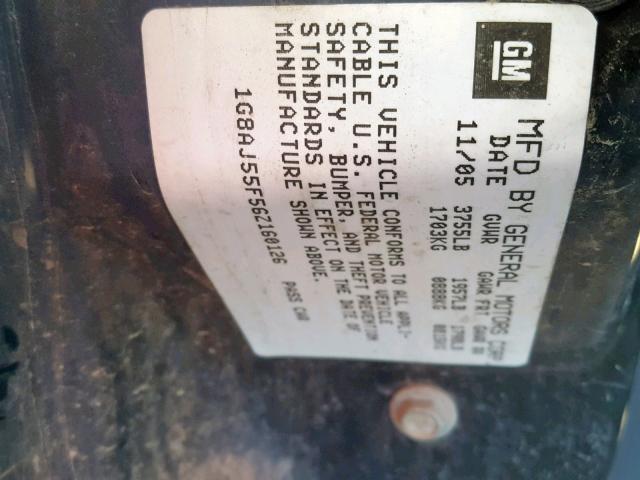 GM
MFD BY GENERAL MOTORS CORP
DATE GVWR GAWR FRT GAWR RR
11/05 3755LB 1957LB 1798LB
1703KG 0888KG 0815KG
THIS VEHICLE CONFORMS TO ALL APPLI-
CABLE U.S. FEDERAL MOTOR VEHICLE
SAFETY, BUMPER, AND THEFT PREVENTION
STANDARDS IN EFFECT ON THE DATE OF
MANUFACTURE SHOWN ABOVE.
1G8AJ55F56Z160126 PASS CAR